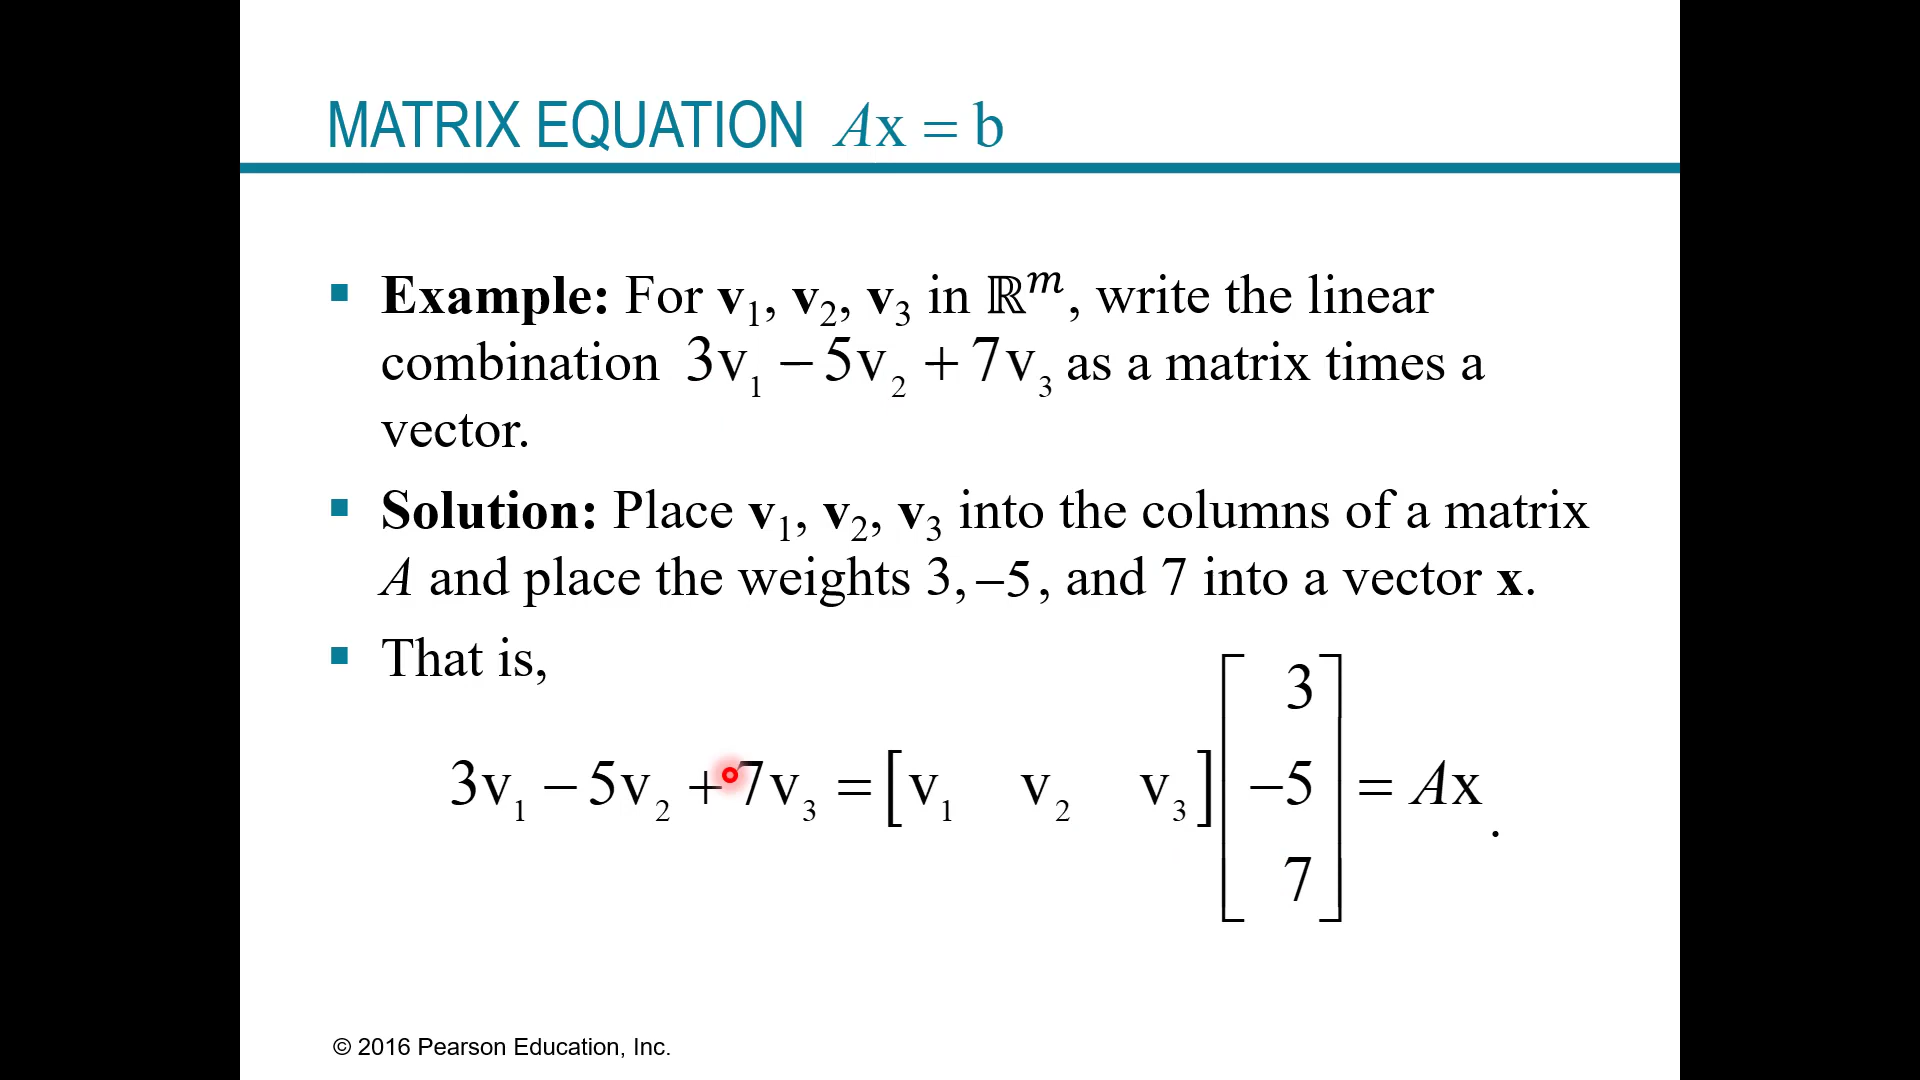 MATRIX EQUATION Ax = b
Example: For v₁, v₂, v₃ in ℝᵐ, write the linear
combination 3v₁ − 5v₂ + 7v₃ as a matrix times a
vector.
Solution: Place v₁, v₂, v₃ into the columns of a matrix
A and place the weights 3, −5, and 7 into a vector x.
That is,
3v₁ − 5v₂ + 7v₃ = [v₁ v₂ v₃] [3 −5 7] = Ax.
© 2016 Pearson Education, Inc.